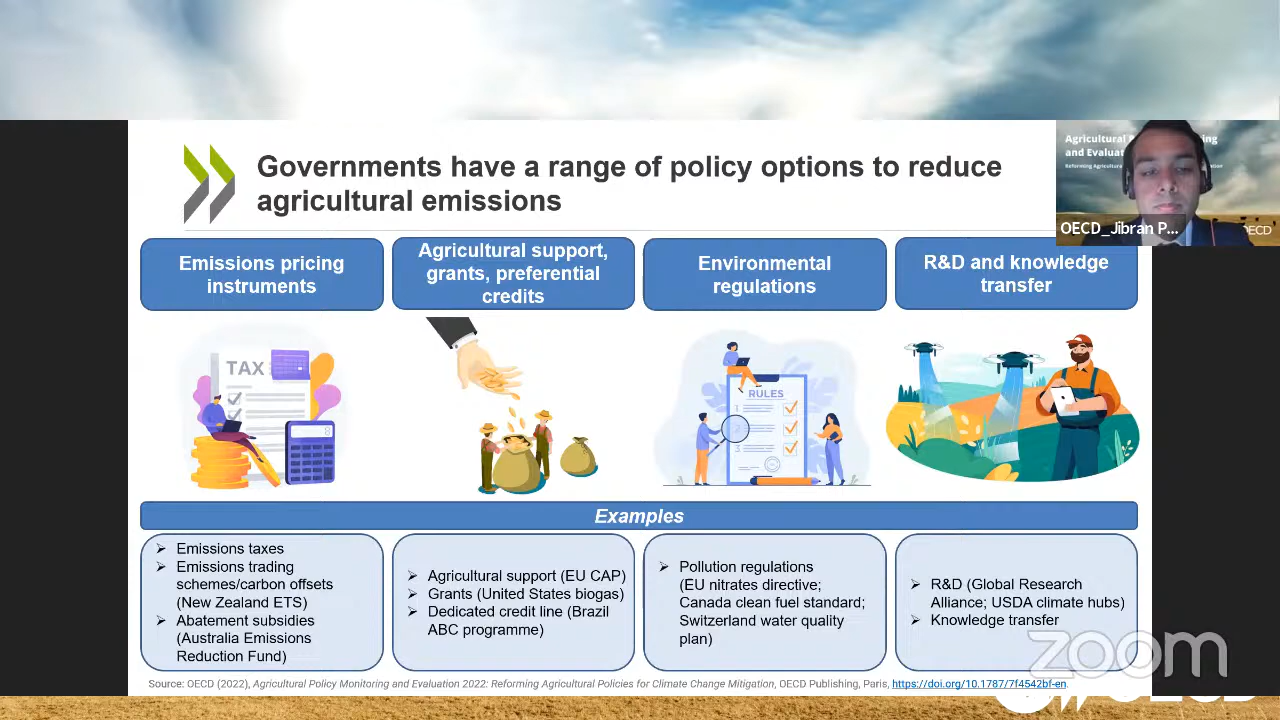 Governments have a range of policy options to reduce
agricultural emissions
Agricultural
and Evaluat
OECD_Jibran P...
OECD
Emissions pricing
instruments
Agricultural support,
grants, preferential
credits
Environmental
regulations
R&D and knowledge
transfer
TAX
RULES
Examples
➢ Emissions taxes
➢ Emissions trading
schemes/carbon offsets
(New Zealand ETS)
➢ Abatement subsidies
(Australia Emissions
Reduction Fund)
➢ Agricultural support (EU CAP)
➢ Grants (United States biogas)
➢ Dedicated credit line (Brazil
ABC programme)
➢ Pollution regulations
(EU nitrates directive;
Canada clean fuel standard;
Switzerland water quality
plan)
➢ R&D (Global Research
Alliance; USDA climate hubs)
➢ Knowledge transfer
zoom
Source: OECD (2022), Agricultural Policy Monitoring and Evaluation 2022: Reforming Agricultural Policies for Climate Change Mitigation, OECD Publishing, Paris, https://doi.org/10.1787/7f4542bf-en.